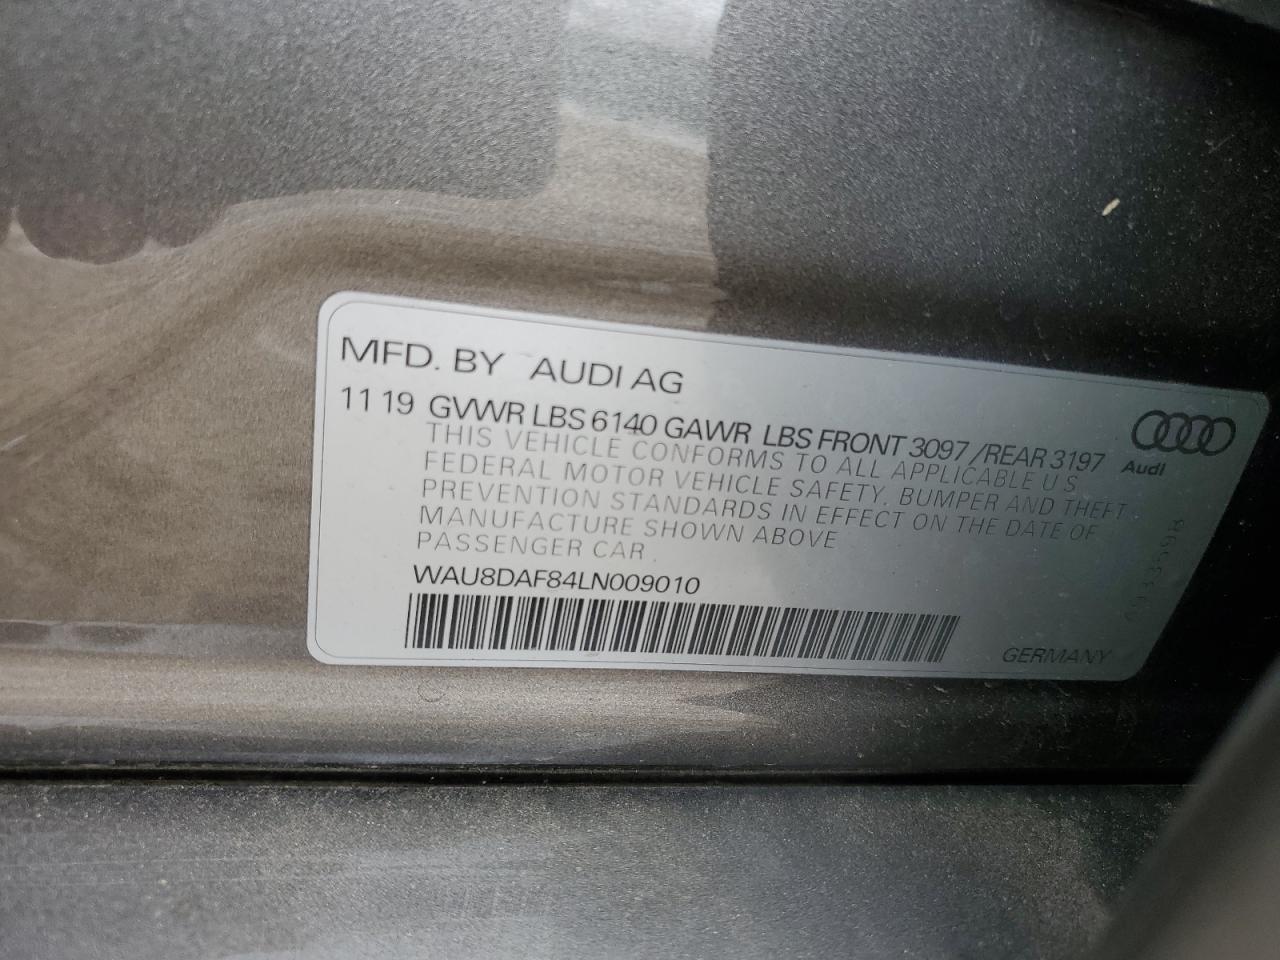 MFD. BY AUDI AG
11 19 GVWR LBS 6140 GAWR LBS FRONT 3097 /REAR 3197
THIS VEHICLE CONFORMS TO ALL APPLICABLE U S
FEDERAL MOTOR VEHICLE SAFETY, BUMPER AND THEFT
PREVENTION STANDARDS IN EFFECT ON THE DATE OF
MANUFACTURE SHOWN ABOVE
PASSENGER CAR
WAU8DAF84LN009010
Audi
GERMANY